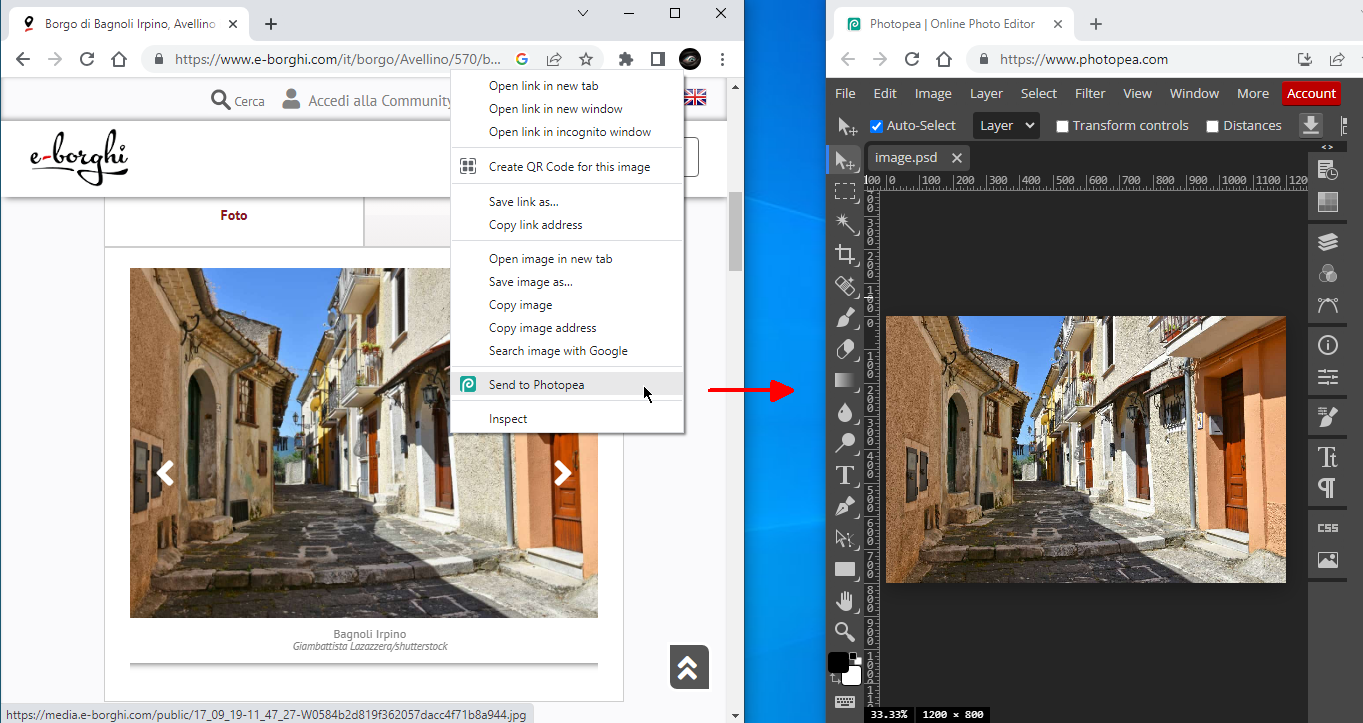 Borgo di Bagnoli Irpino, Avellino
https://www.e-borghi.com/it/borgo/Avellino/570/b...
Cerca
Accedi alla Community
e-borghi
Foto
Open link in new tab
Open link in new window
Open link in incognito window
Create QR Code for this image
Save link as...
Copy link address
Open image in new tab
Save image as...
Copy image
Copy image address
Search image with Google
Send to Photopea
Inspect
Bagnoli Irpino
Giambattista Lazazzera/shutterstock
https://media.e-borghi.com/public/17_09_19-11_47_27-W0584b2d819f362057dacc4f71b8a944.jpg
Photopea | Online Photo Editor
https://www.photopea.com
File Edit Image Layer Select Filter View Window More Account
Auto-Select Layer Transform controls Distances
image.psd
0 100 200 300 400 500 600 700 800 900 1000 1100
CSS
33.33% 1200 × 800